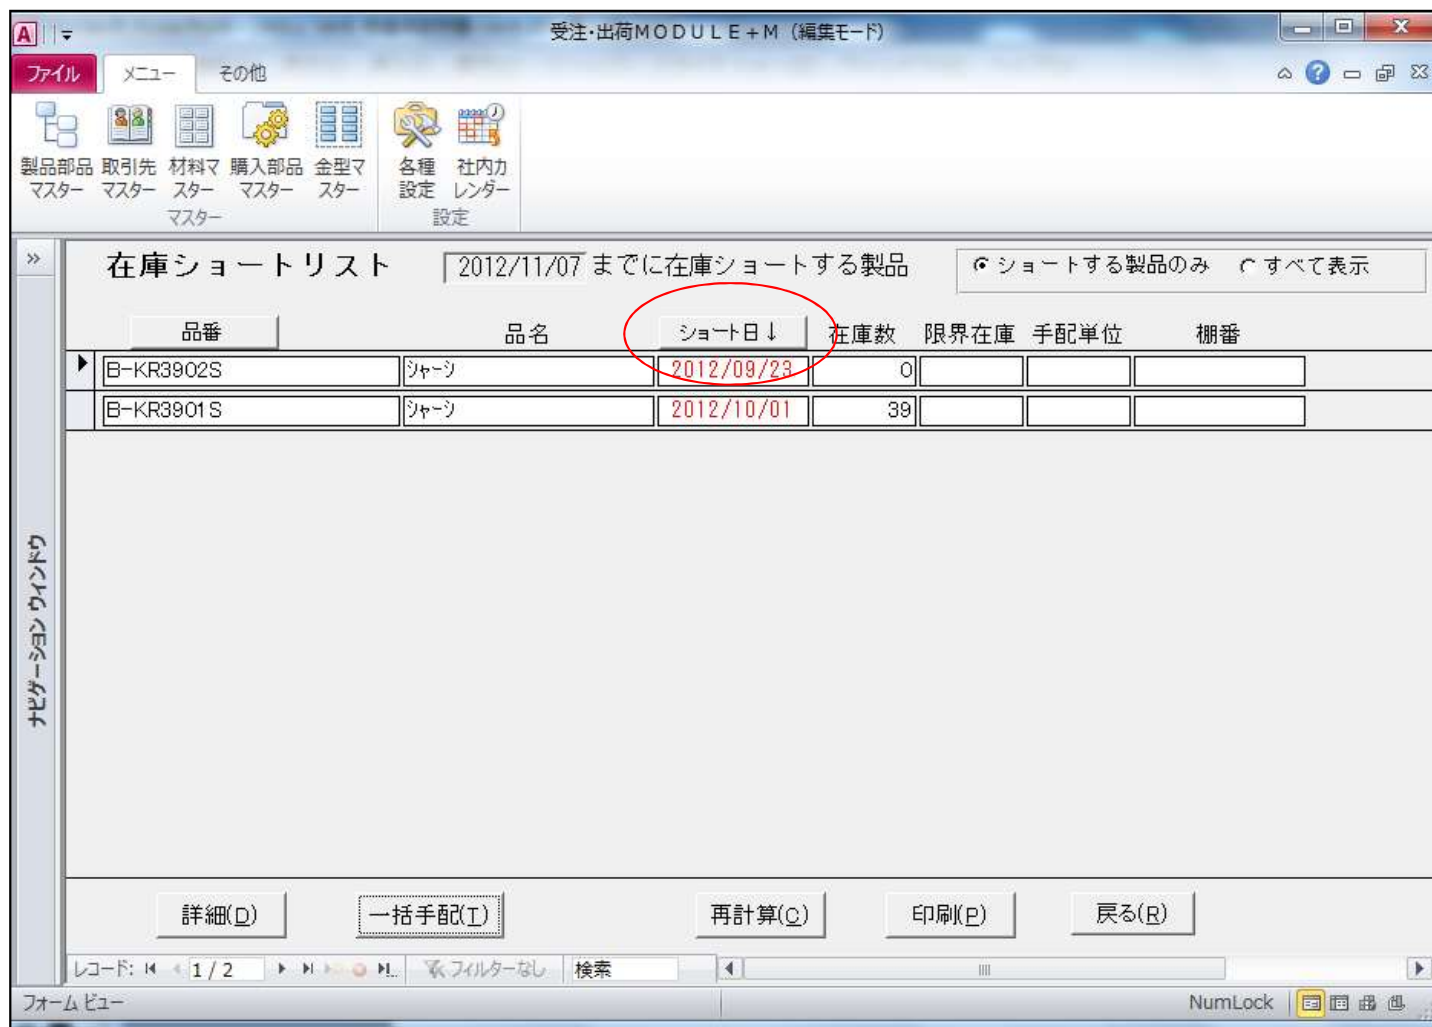 受注・出荷MODULE+M (編集モード)
ファイル メニュー その他
製品部品マスター 取引先マスター 材料マスター 購入部品マスター 金型マスター 各種設定 社内カレンダー
マスター 設定
在庫ショートリスト 2012/11/07 までに在庫ショートする製品 ショートする製品のみ すべて表示
品番 品名 ショート日↓ 在庫数 限界在庫 手配単位 棚番
B-KR3902S シャーシ 2012/09/23 0
B-KR3901S シャーシ 2012/10/01 39
ナビゲーション ウィンドウ
詳細(D) 一括手配(T) 再計算(C) 印刷(P) 戻る(R)
レコード: 1 / 2 フィルターなし 検索
フォーム ビュー NumLock